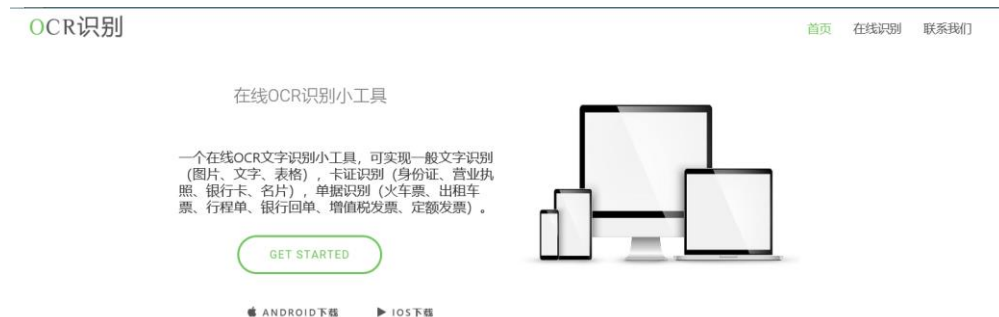 OCR识别
首页 在线识别 联系我们
在线OCR识别小工具
一个在线OCR文字识别小工具，可实现一般文字识别
（图片、文字、表格），卡证识别（身份证、营业执
照、银行卡、名片），单据识别（火车票、出租车
票、行程单、银行回单、增值税发票、定额发票）。
GET STARTED
ANDROID下载 IOS下载